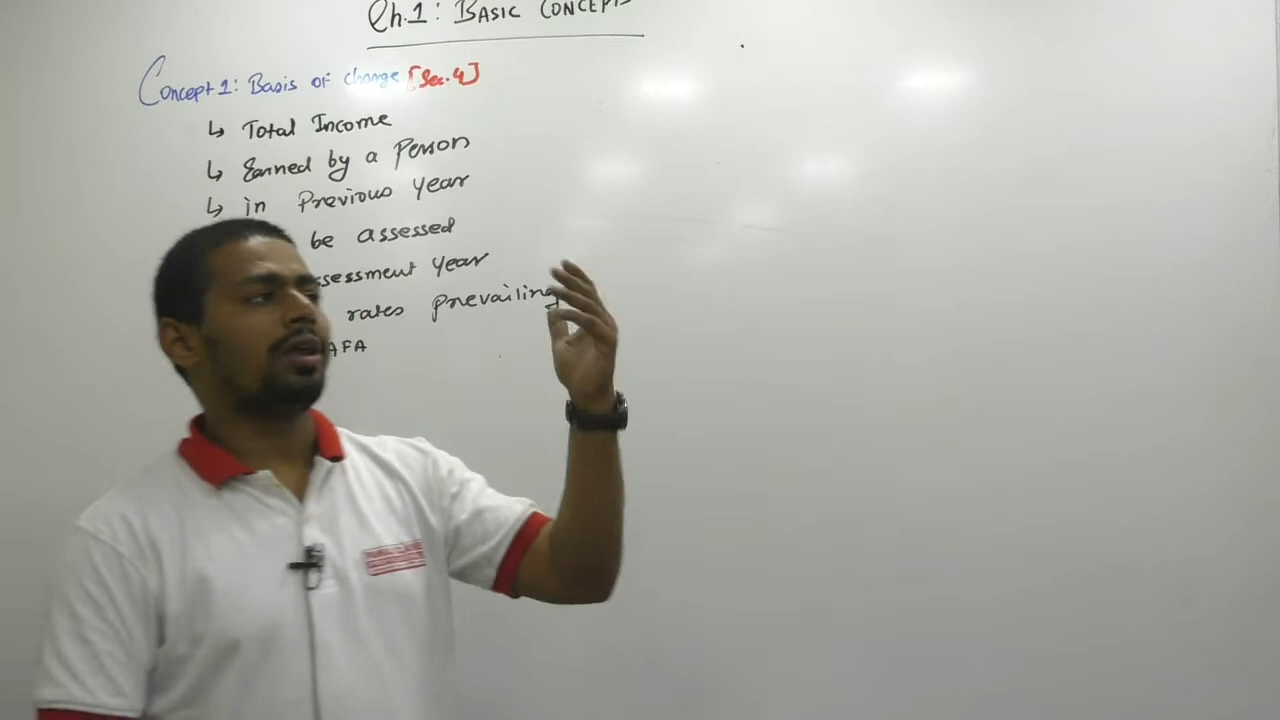 Ch.1: BASIC CONCEPTS
Concept 1: Basis of charge [Sec. 4]
↳ Total Income
↳ Earned by a Person
↳ in Previous Year
be assessed
ssessment Year
rates prevailing
AFA